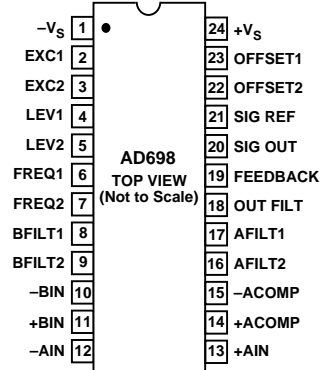 –VS 1 24 +VS
EXC1 2 23 OFFSET1
EXC2 3 22 OFFSET2
LEV1 4 21 SIG REF
LEV2 5 20 SIG OUT
AD698
FREQ1 6 19 FEEDBACK
TOP VIEW
FREQ2 7 (Not to Scale) 18 OUT FILT
BFILT1 8 17 AFILT1
BFILT2 9 16 AFILT2
–BIN 10 15 –ACOMP
+BIN 11 14 +ACOMP
–AIN 12 13 +AIN